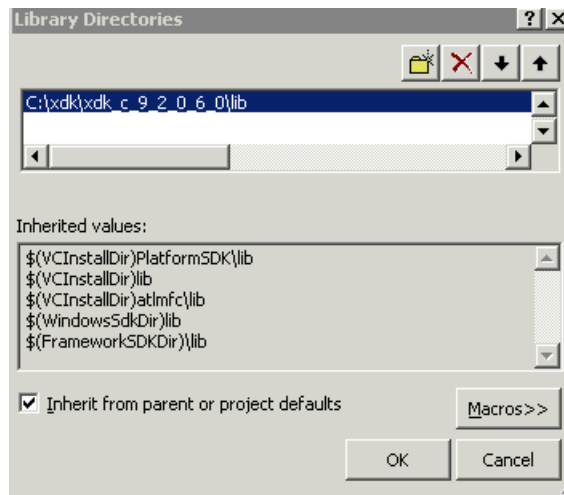 Library Directories
C:\xdk\xdk_c_9_2_0_6_0\lib
Inherited values:
$(VCInstallDir)PlatformSDK\lib
$(VCInstallDir)lib
$(VCInstallDir)atlmfc\lib
$(WindowsSdkDir)lib
$(FrameworkSDKDir)\lib
Inherit from parent or project defaults
Macros>>
OK
Cancel